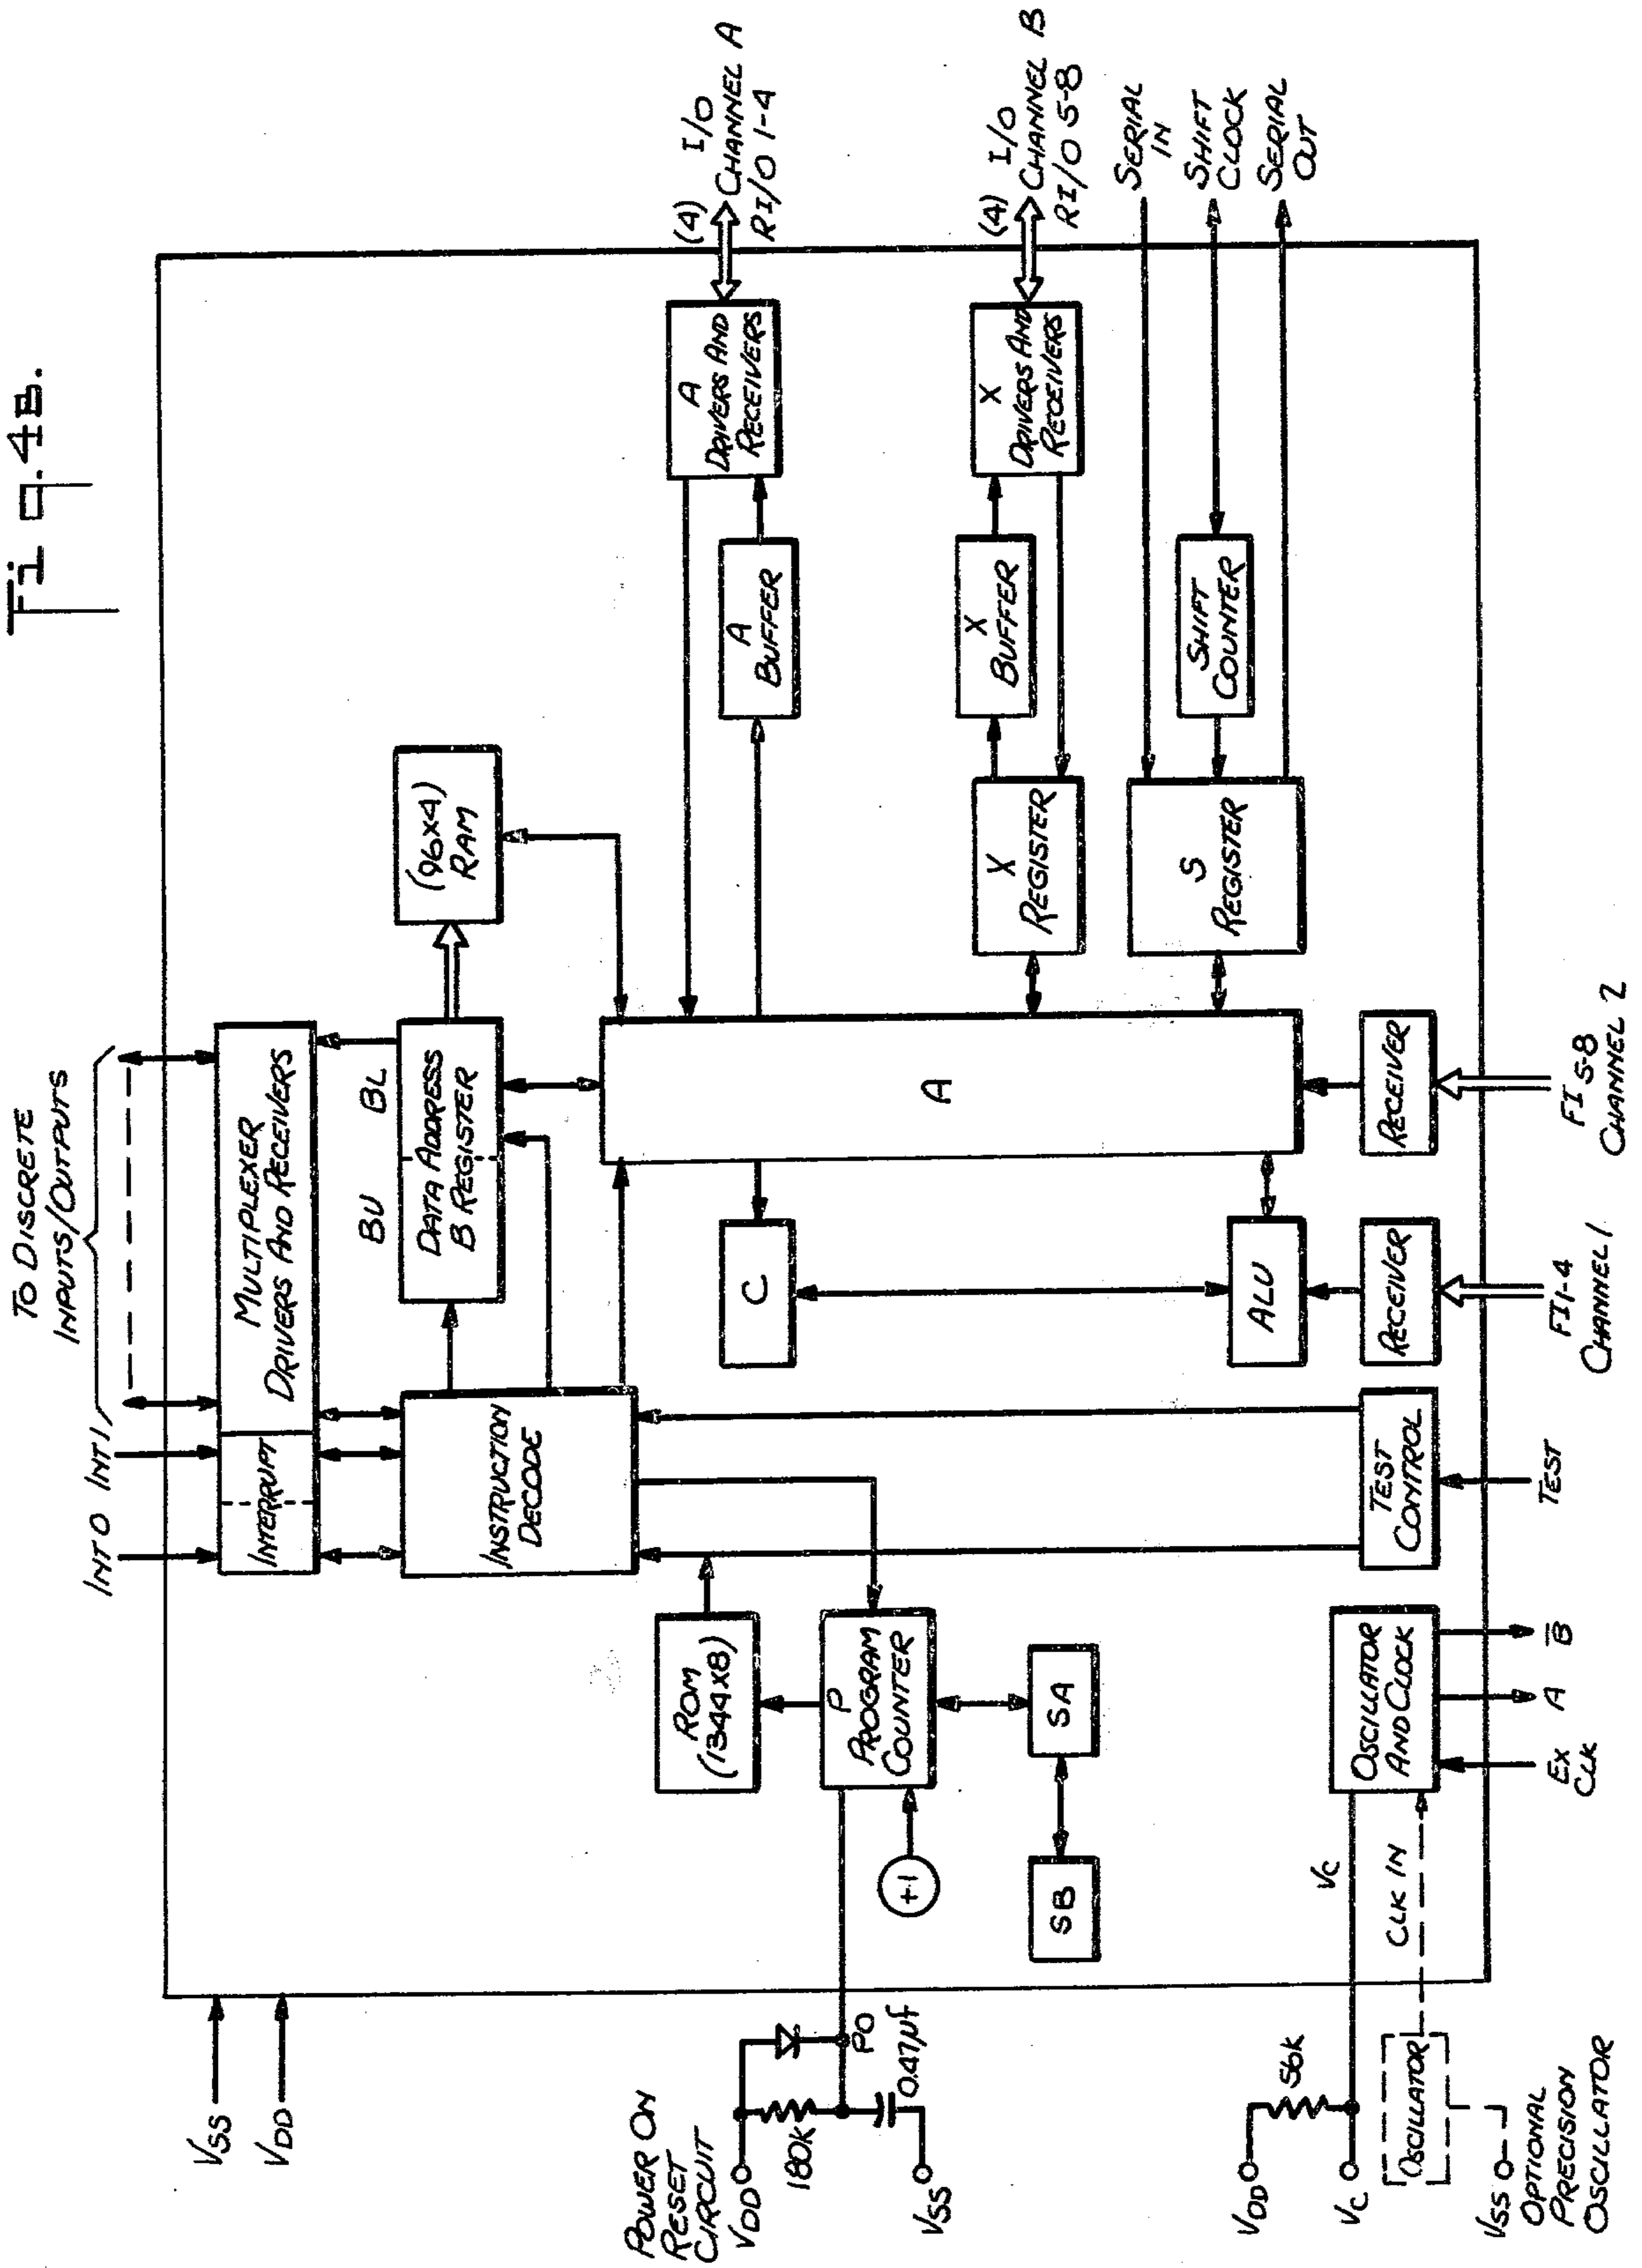 Fig.4B.
VSS
VDD
INT 0
INT 1
TO DISCRETE
INPUTS/OUTPUTS
INTERRUPT
MULTIPLEXER
DRIVERS AND RECEIVERS
INSTRUCTION
DECODE
BU
BL
DATA ADDRESS
B REGISTER
(96X4)
RAM
POWER ON
RESET
CIRCUIT
VDD
180K
PO
0.47µf
VSS
ROM
(1344X8)
P
PROGRAM
COUNTER
+1
SB
SA
C
A
A
BUFFER
A
DRIVERS AND
RECEIVERS
(4)
I/O
CHANNEL A
RI/O 1-4
X
REGISTER
X
BUFFER
X
DRIVERS AND
RECEIVERS
(4)
I/O
CHANNEL B
RI/O 5-8
S
REGISTER
SHIFT
COUNTER
SERIAL
IN
SHIFT
CLOCK
SERIAL
OUT
ALU
VDD
56K
VC
VC
CLK IN
OSCILLATOR
VSS
OPTIONAL
PRECISION
OSCILLATOR
OSCILLATOR
AND CLOCK
TEST
CONTROL
RECEIVER
RECEIVER
EX
CLK
A
B̅
TEST
FI 1-4
CHANNEL 1
FI 5-8
CHANNEL 2